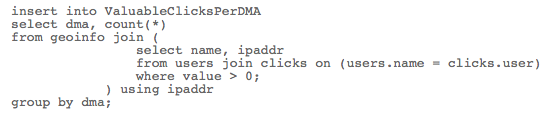 insert into ValuableClicksPerDMA
select dma, count(*)
from geoinfo join (
select name, ipaddr
from users join clicks on (users.name = clicks.user)
where value > 0;
) using ipaddr
group by dma;